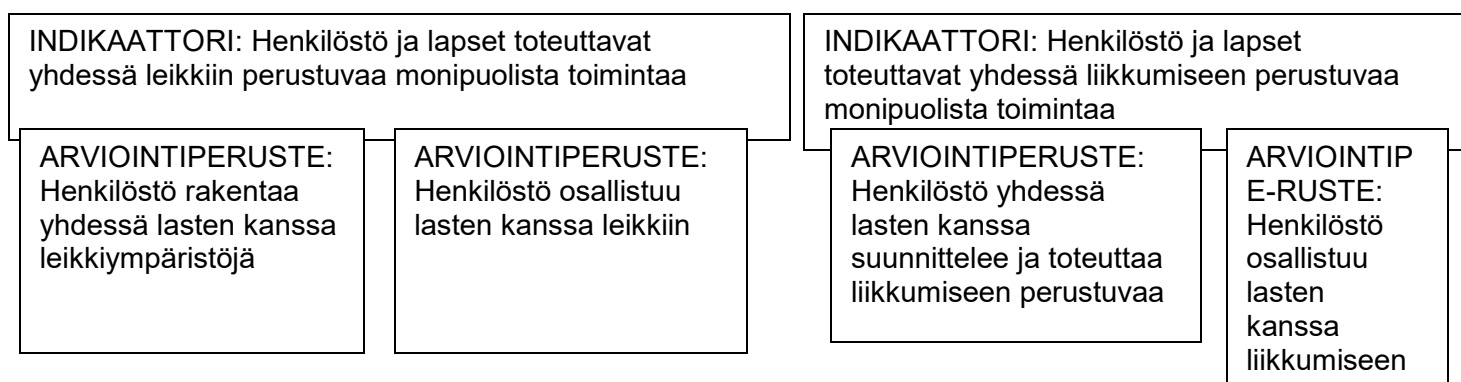 INDIKAATTORI: Henkilöstö ja lapset toteuttavat
yhdessä leikkiin perustuvaa monipuolista toimintaa
ARVIOINTIPERUSTE:
Henkilöstö rakentaa
yhdessä lasten kanssa
leikkiympäristöjä
ARVIOINTIPERUSTE:
Henkilöstö osallistuu
lasten kanssa leikkiin
INDIKAATTORI: Henkilöstö ja lapset
toteuttavat yhdessä liikkumiseen perustuvaa
monipuolista toimintaa
ARVIOINTIPERUSTE:
Henkilöstö yhdessä
lasten kanssa
suunnittelee ja toteuttaa
liikkumiseen perustuvaa
ARVIOINTIP
E-RUSTE:
Henkilöstö
osallistuu
lasten
kanssa
liikkumiseen